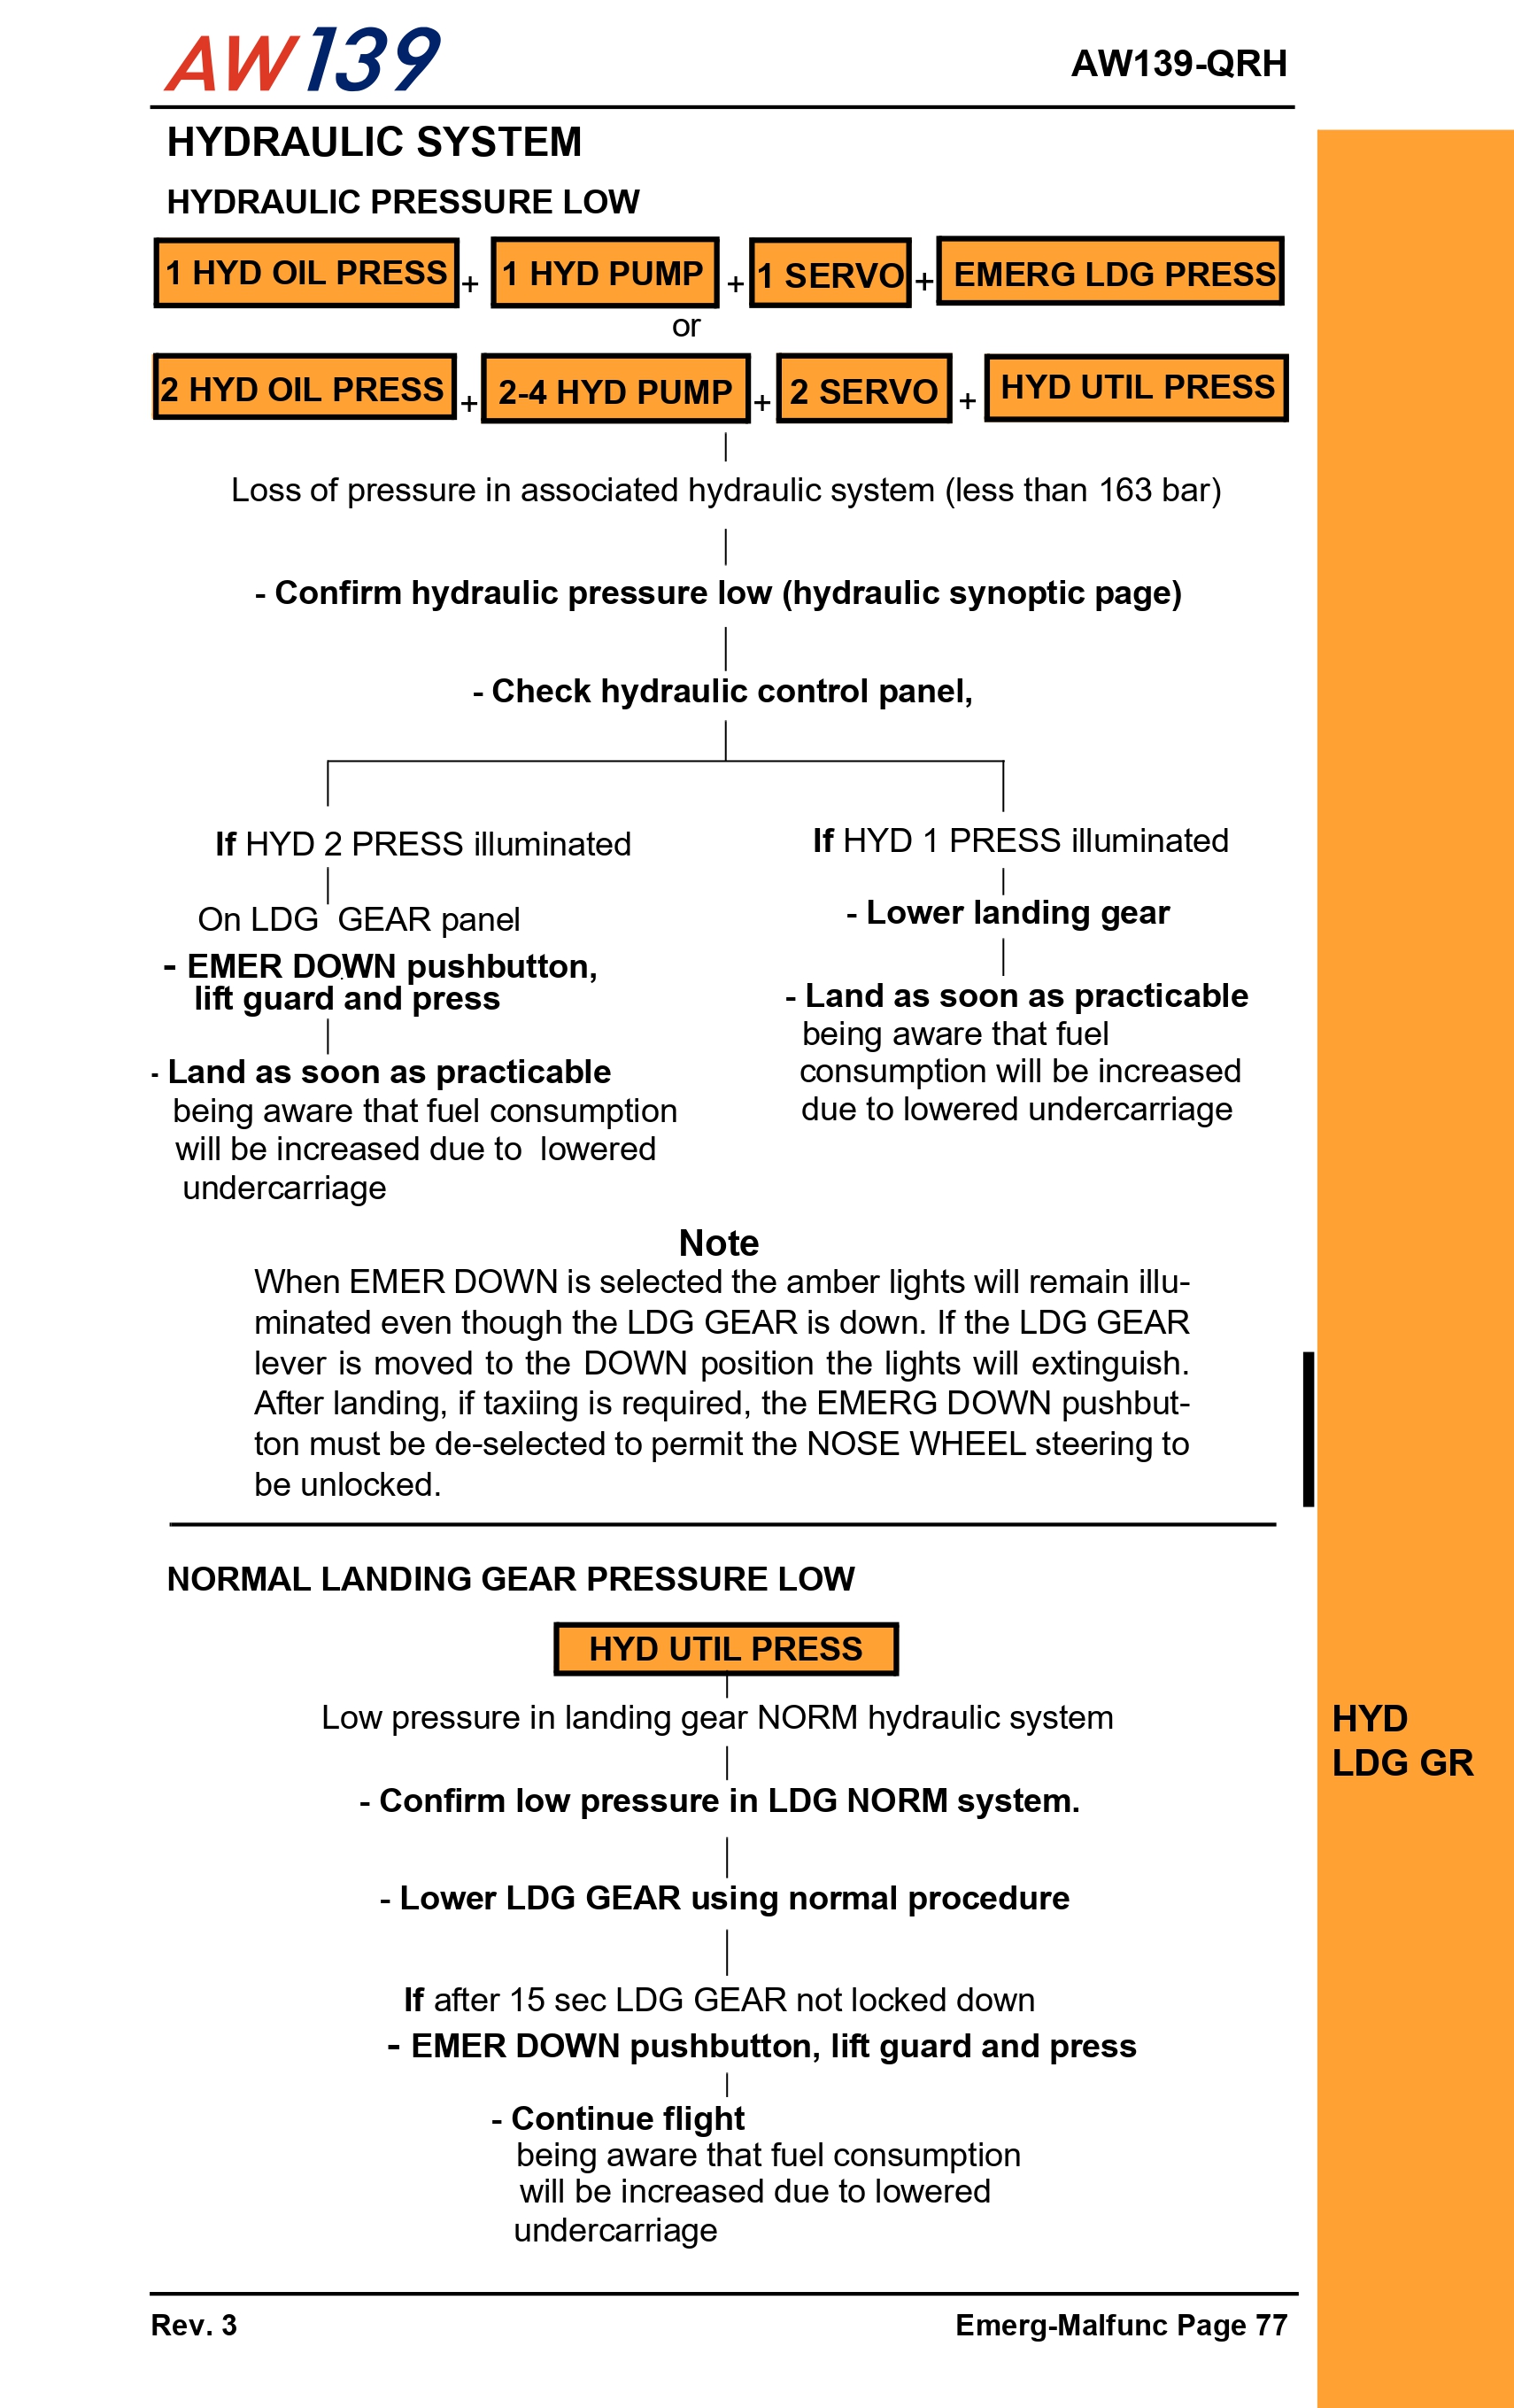 AW139
AW139-QRH
HYDRAULIC SYSTEM
HYDRAULIC PRESSURE LOW
1 HYD OIL PRESS + 1 HYD PUMP + 1 SERVO + EMERG LDG PRESS
or
2 HYD OIL PRESS + 2-4 HYD PUMP + 2 SERVO + HYD UTIL PRESS
Loss of pressure in associated hydraulic system (less than 163 bar)
- Confirm hydraulic pressure low (hydraulic synoptic page)
- Check hydraulic control panel,
If HYD 2 PRESS illuminated
On LDG GEAR panel
- EMER DOWN pushbutton,
lift guard and press
- Land as soon as practicable
being aware that fuel consumption
will be increased due to lowered
undercarriage
If HYD 1 PRESS illuminated
- Lower landing gear
- Land as soon as practicable
being aware that fuel
consumption will be increased
due to lowered undercarriage
Note
When EMER DOWN is selected the amber lights will remain illu-
minated even though the LDG GEAR is down. If the LDG GEAR
lever is moved to the DOWN position the lights will extinguish.
After landing, if taxiing is required, the EMERG DOWN pushbut-
ton must be de-selected to permit the NOSE WHEEL steering to
be unlocked.
NORMAL LANDING GEAR PRESSURE LOW
HYD UTIL PRESS
Low pressure in landing gear NORM hydraulic system
- Confirm low pressure in LDG NORM system.
- Lower LDG GEAR using normal procedure
If after 15 sec LDG GEAR not locked down
- EMER DOWN pushbutton, lift guard and press
- Continue flight
being aware that fuel consumption
will be increased due to lowered
undercarriage
HYD
LDG GR
Rev. 3
Emerg-Malfunc Page 77